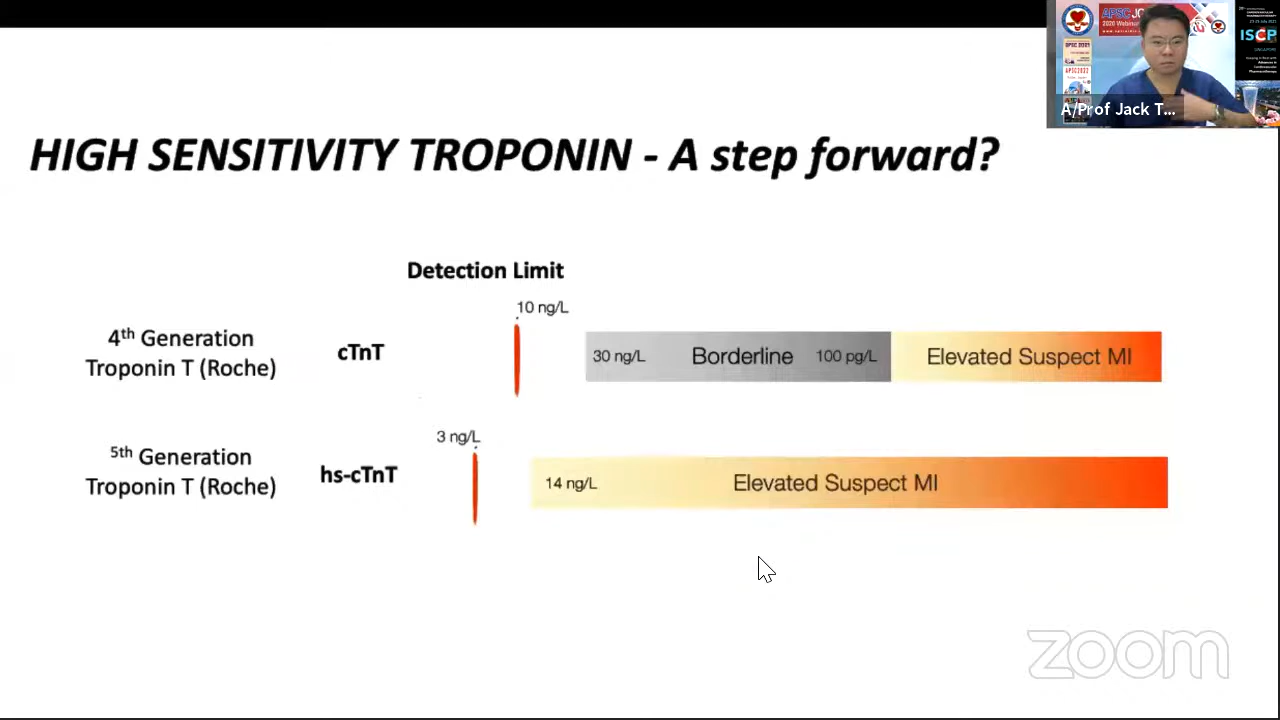 APSC
ISCP
A/Prof Jack T...
HIGH SENSITIVITY TROPONIN - A step forward?
Detection Limit
10 ng/L
4th Generation
Troponin T (Roche)
cTnT
30 ng/L
Borderline
100 pg/L
Elevated Suspect MI
3 ng/L
5th Generation
Troponin T (Roche)
hs-cTnT
14 ng/L
Elevated Suspect MI
zoom